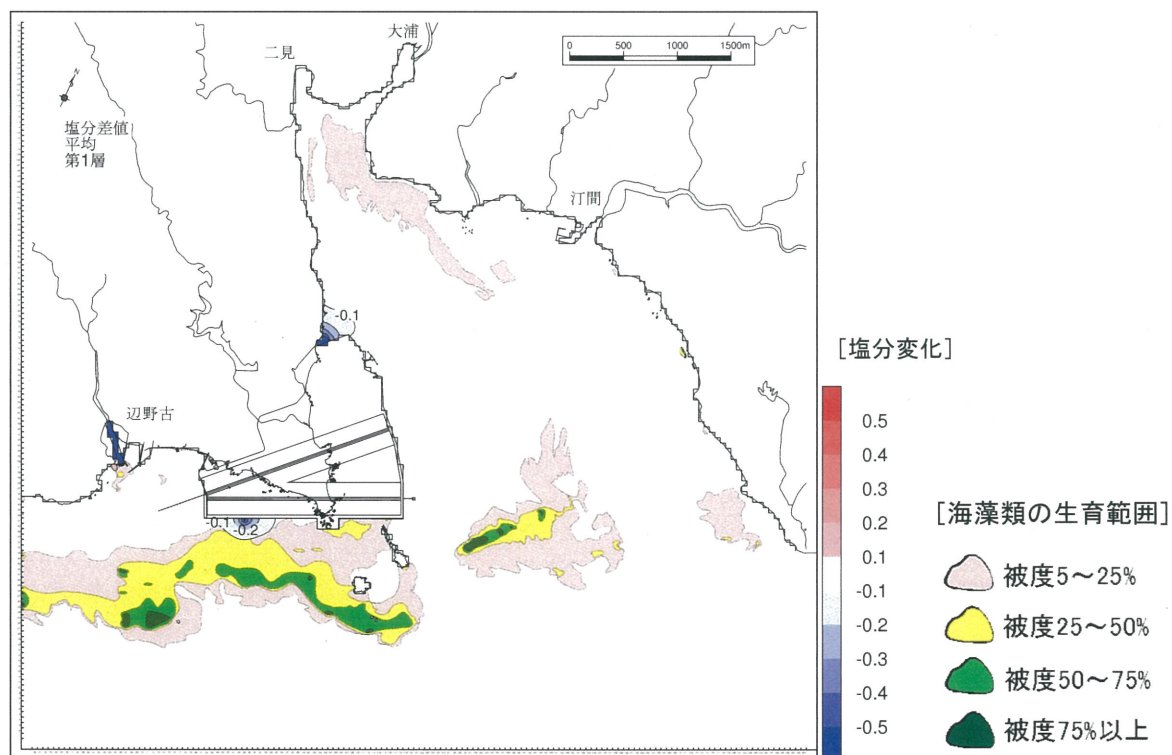 大浦
二見
0 500 1000 1500m
N
塩分差値
平均
第1層
汀間
-0.1
辺野古
-0.1
-0.2
[塩分変化]
0.5
0.4
0.3
0.2
0.1
-0.1
-0.2
-0.3
-0.4
-0.5
[海藻類の生育範囲]
被度5～25%
被度25～50%
被度50～75%
被度75%以上